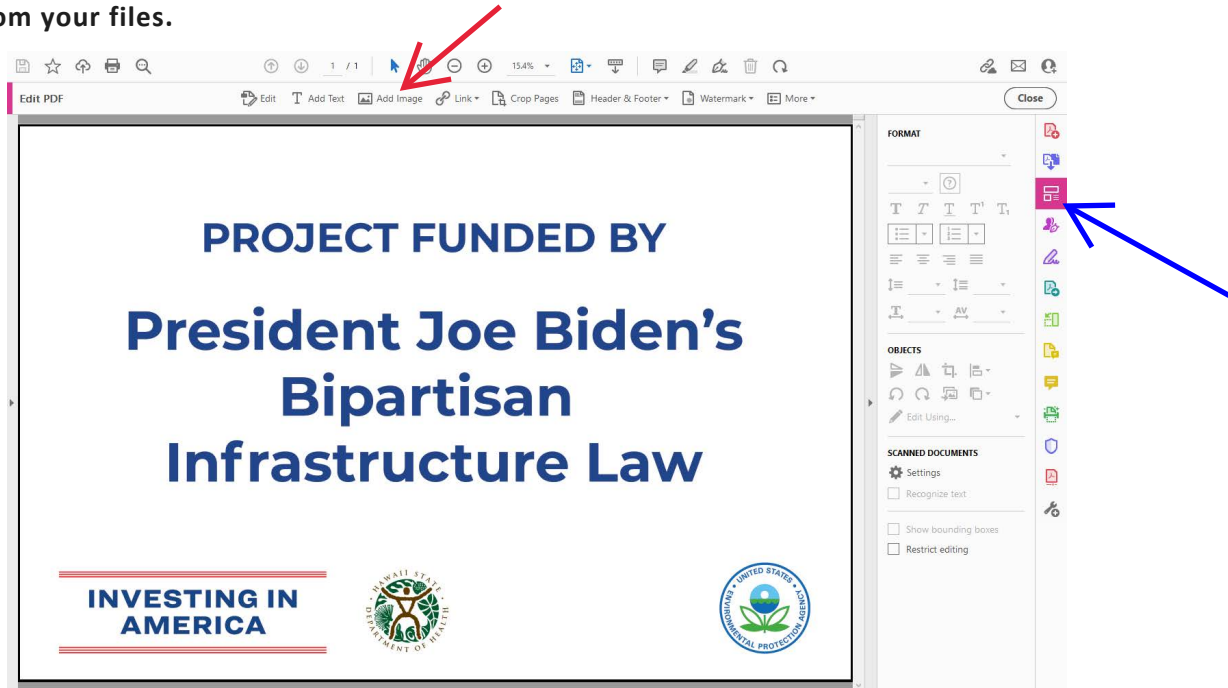 om your files.
1 / 1
15.4%
Edit PDF
Edit
Add Text
Add Image
Link
Crop Pages
Header & Footer
Watermark
More
Close
PROJECT FUNDED BY
President Joe Biden’s
Bipartisan
Infrastructure Law
INVESTING IN
AMERICA
HAWAII STATE
DEPARTMENT OF HEALTH
UNITED STATES
ENVIRONMENTAL PROTECTION AGENCY
FORMAT
OBJECTS
Edit Using...
SCANNED DOCUMENTS
Settings
Recognize text
Show bounding boxes
Restrict editing